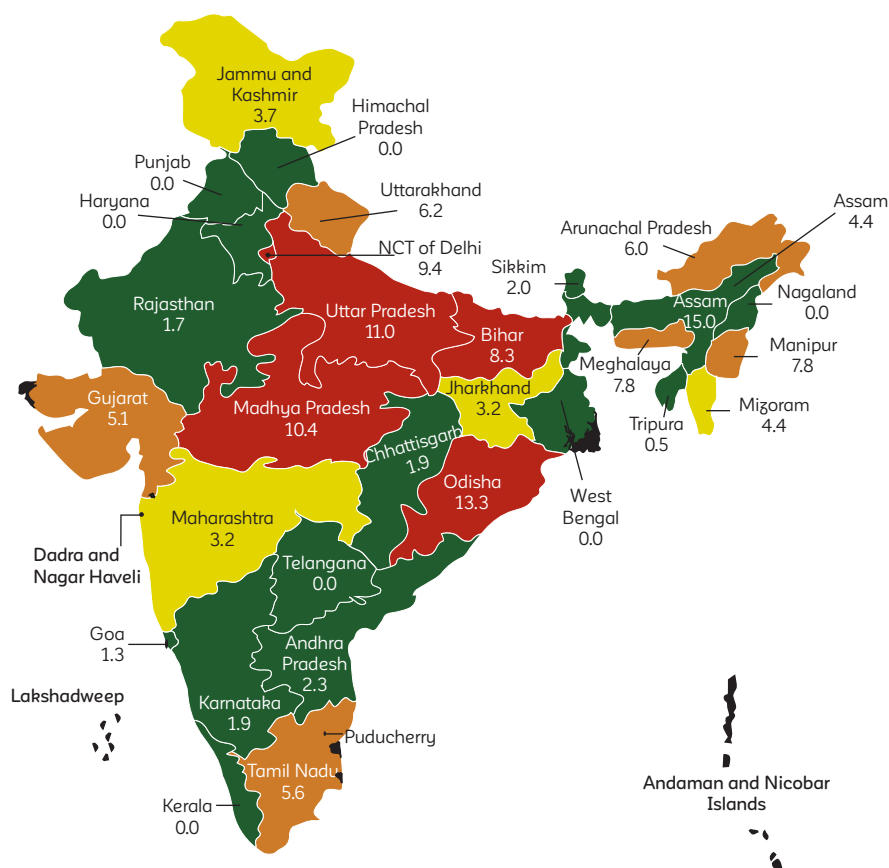 Jammu and
Kashmir
3.7
Himachal
Pradesh
0.0
Punjab
0.0
Haryana
0.0
Uttarakhand
6.2
NCT of Delhi
9.4
Assam
4.4
Arunachal Pradesh
6.0
Sikkim
2.0
Nagaland
0.0
Assam
15.0
Rajasthan
1.7
Uttar Pradesh
11.0
Bihar
8.3
Meghalaya
7.8
Manipur
7.8
Gujarat
5.1
Madhya Pradesh
10.4
Jharkhand
3.2
Tripura
0.5
Mizoram
4.4
Chhattisgarh
1.9
Odisha
13.3
West
Bengal
0.0
Maharashtra
3.2
Dadra and
Nagar Haveli
Telangana
0.0
Goa
1.3
Andhra
Pradesh
2.3
Lakshadweep
Karnataka
1.9
Puducherry
Tamil Nadu
5.6
Kerala
0.0
Andaman and Nicobar
Islands